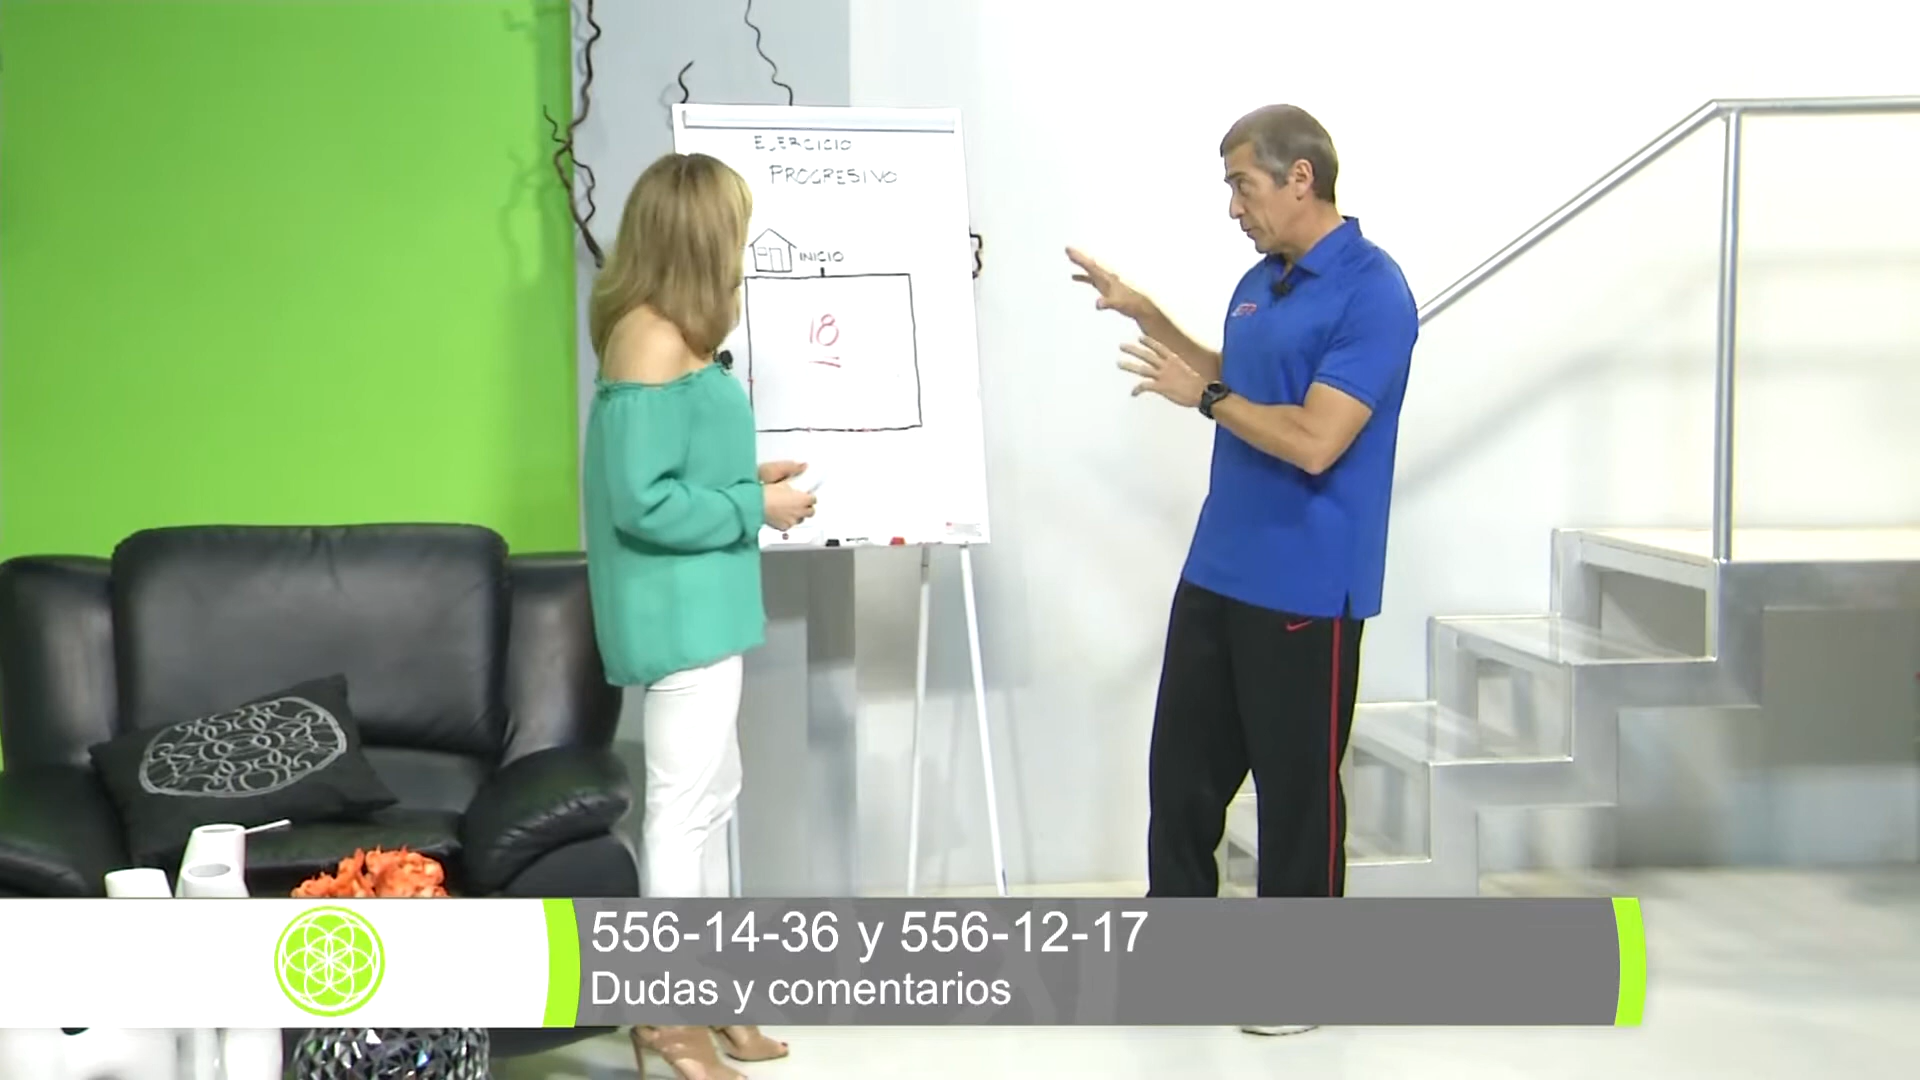 EJERCICIO
PROGRESIVO
INICIO
18
556-14-36 y 556-12-17
Dudas y comentarios